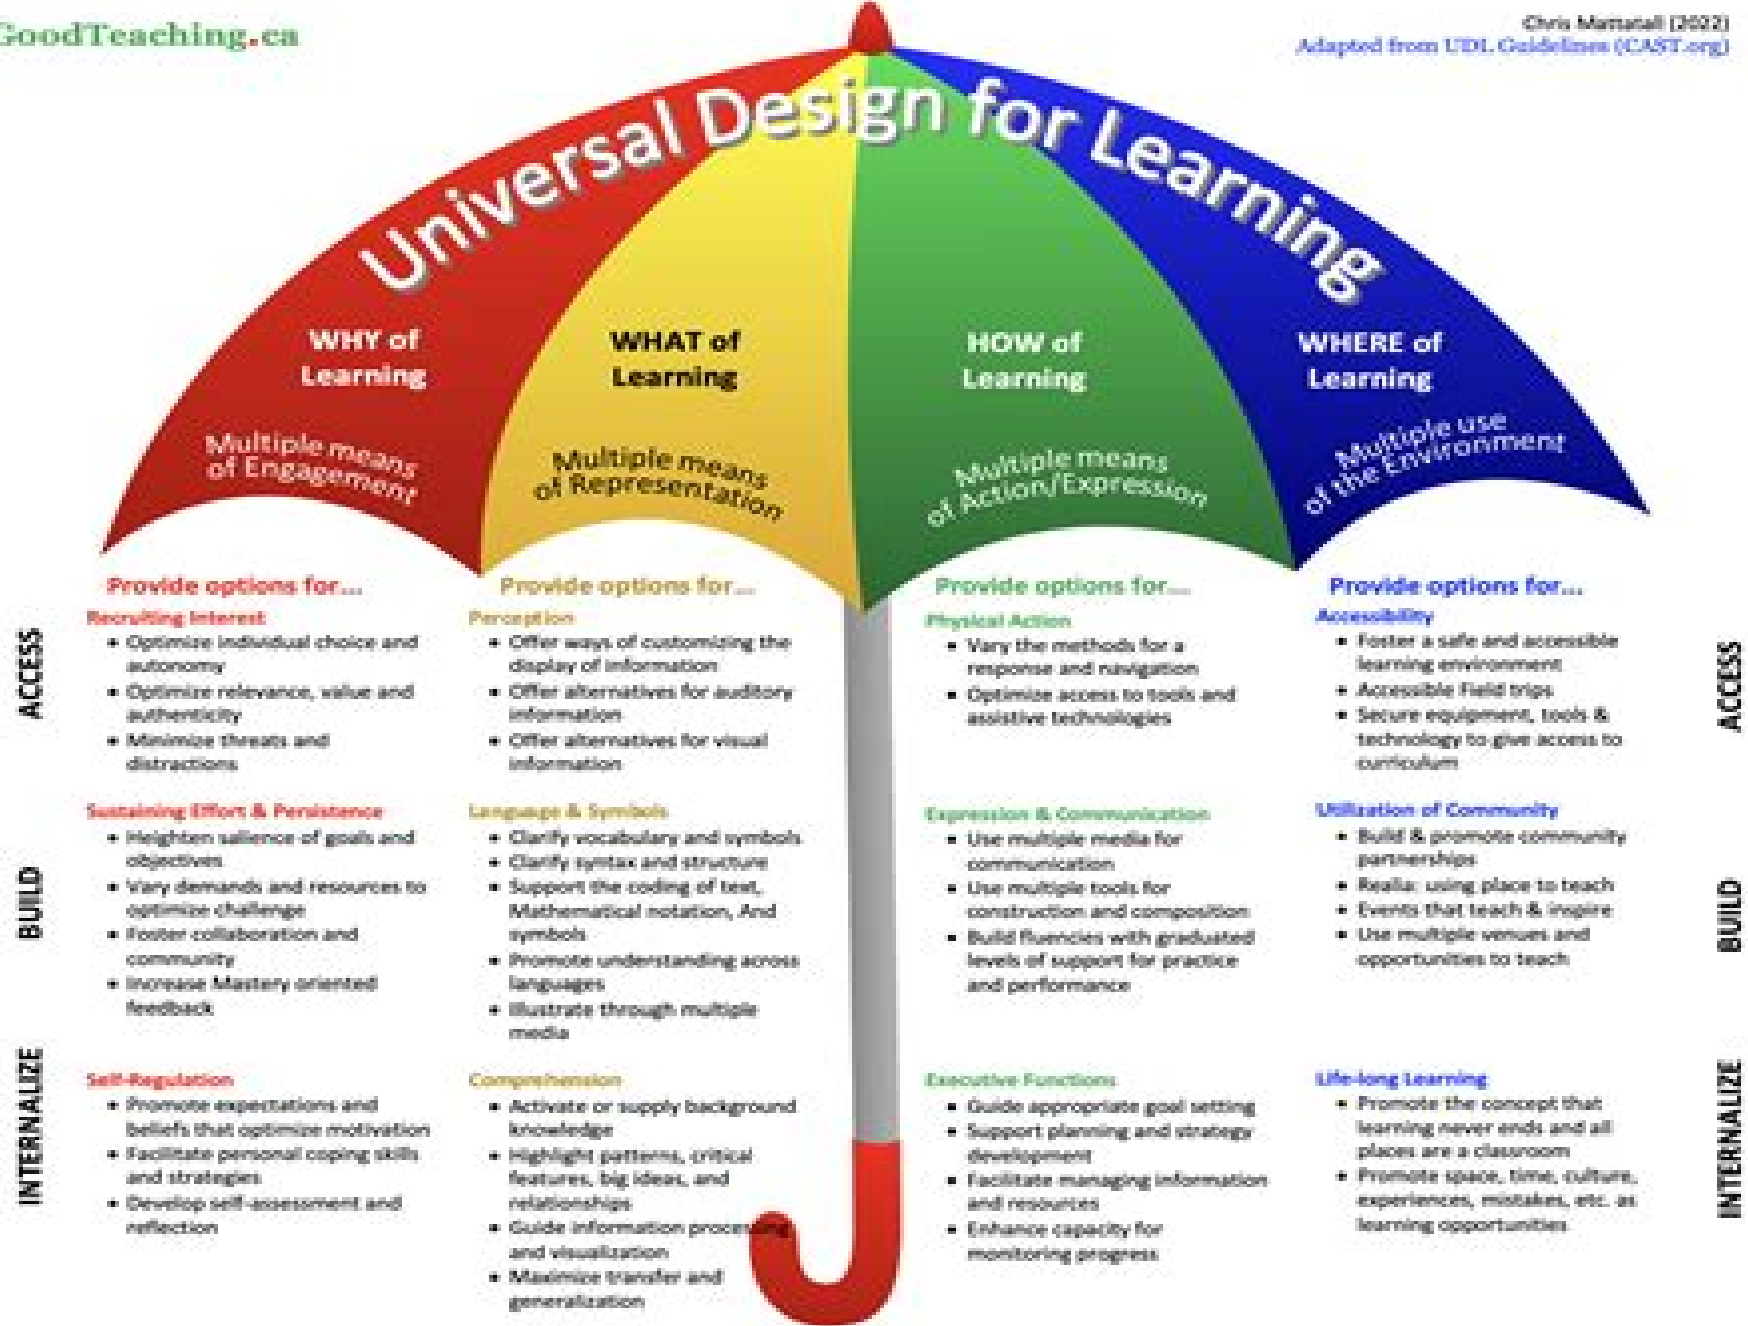 GoodTeaching.ca
Chris Mattatall (2022)
Adapted from UDL Guidelines (CAST.org)
Universal Design for Learning
WHY of
Learning
Multiple means
of Engagement
WHAT of
Learning
Multiple means
of Representation
HOW of
Learning
Multiple means
of Action/Expression
WHERE of
Learning
Multiple use
of the Environment
ACCESS
BUILD
INTERNALIZE
Provide options for...
Recruiting Interest
• Optimize individual choice and
autonomy
• Optimize relevance, value and
authenticity
• Minimize threats and
distractions
Sustaining Effort & Persistence
• Heighten salience of goals and
objectives
• Vary demands and resources to
optimize challenge
• Foster collaboration and
community
• Increase Mastery oriented
feedback
Self-Regulation
• Promote expectations and
beliefs that optimize motivation
• Facilitate personal coping skills
and strategies
• Develop self-assessment and
reflection
Provide options for...
Perception
• Offer ways of customizing the
display of information
• Offer alternatives for auditory
information
• Offer alternatives for visual
information
Language & Symbols
• Clarify vocabulary and symbols
• Clarify syntax and structure
• Support the coding of text,
Mathematical notation, And
symbols
• Promote understanding across
languages
• Illustrate through multiple
media
Comprehension
• Activate or supply background
knowledge
• Highlight patterns, critical
features, big ideas, and
relationships
• Guide information processing
and visualization
• Maximize transfer and
generalization
Provide options for...
Physical Action
• Vary the methods for a
response and navigation
• Optimize access to tools and
assistive technologies
Expression & Communication
• Use multiple media for
communication
• Use multiple tools for
construction and composition
• Build fluencies with graduated
levels of support for practice
and performance
Executive Functions
• Guide appropriate goal setting
• Support planning and strategy
development
• Facilitate managing information
and resources
• Enhance capacity for
monitoring progress
Provide options for...
Accessibility
• Foster a safe and accessible
learning environment
• Accessible Field trips
• Secure equipment, tools &
technology to give access to
curriculum
Utilization of Community
• Build & promote community
partnerships
• Realia: using place to teach
• Events that teach & inspire
• Use multiple venues and
opportunities to teach
Life-long Learning
• Promote the concept that
learning never ends and all
places are a classroom
• Promote space, time, culture,
experiences, mistakes, etc. as
learning opportunities
ACCESS
BUILD
INTERNALIZE